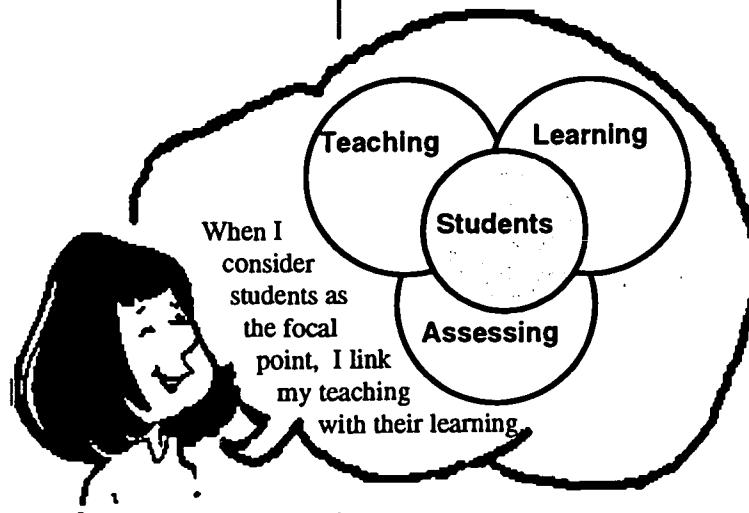 Teaching
Learning
Students
Assessing
When I
consider
students as
the focal
point, I link
my teaching
with their learning.